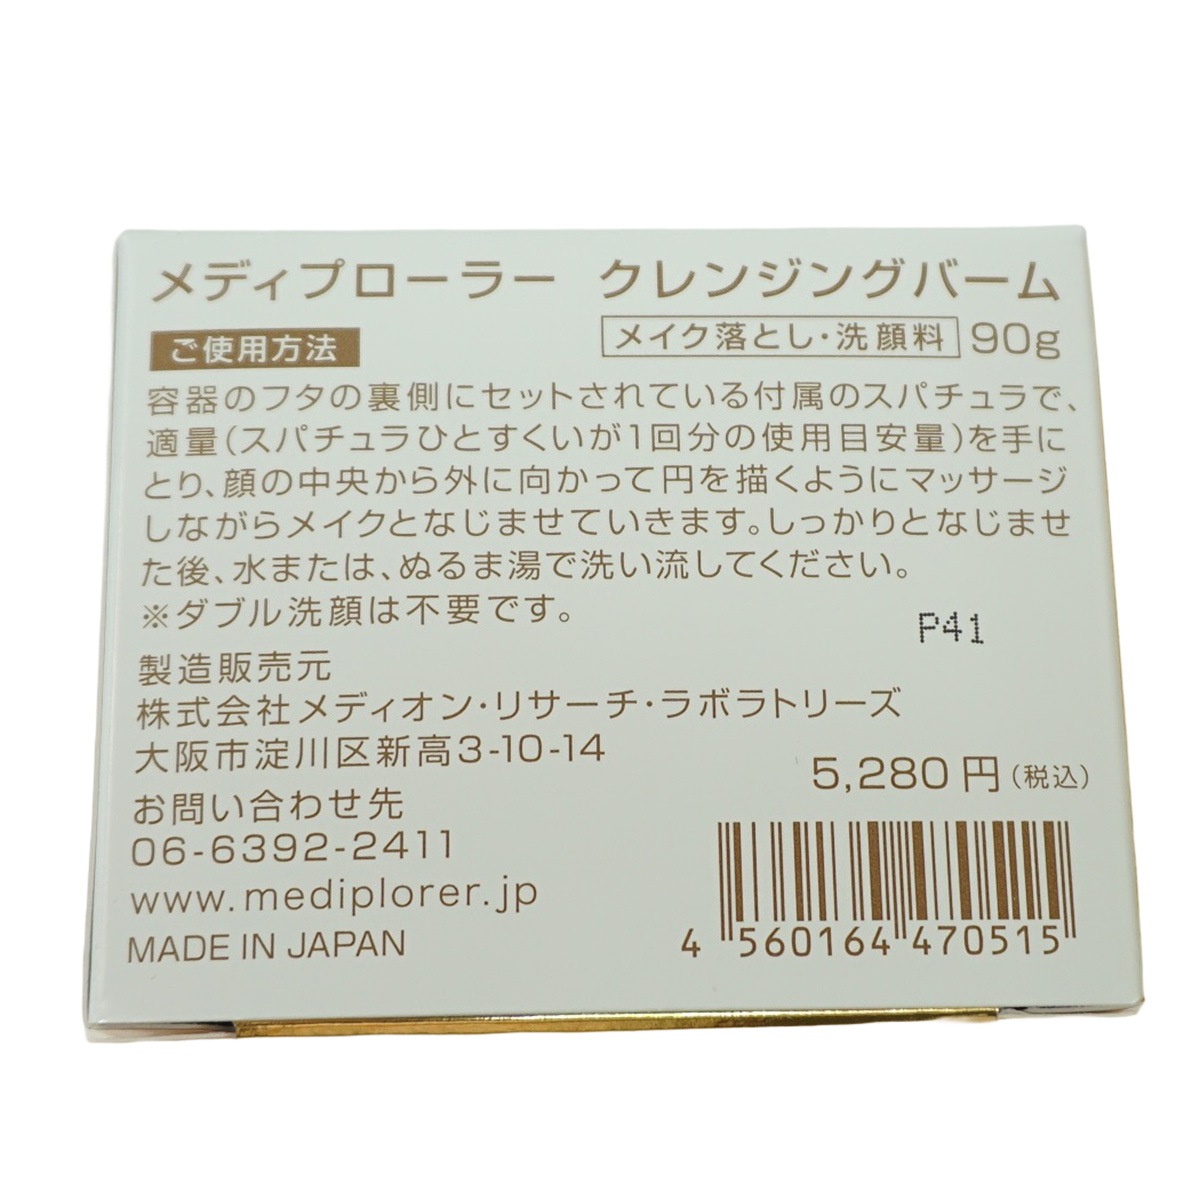 メディプローラー クレンジングバーム
メイク落とし・洗顔料 90g
ご使用方法
容器のフタの裏側にセットされている付属のスパチュラで、
適量(スパチュラひとすくいが1回分の使用目安量)を手に
とり、顔の中央から外に向かって円を描くようにマッサージ
しながらメイクとなじませていきます。しっかりとなじませ
た後、水または、ぬるま湯で洗い流してください。
※ダブル洗顔は不要です。
P41
製造販売元
株式会社メディオン・リサーチ・ラボラトリーズ
大阪市淀川区新高3-10-14
5,280円(税込)
お問い合わせ先
06-6392-2411
www.mediplorer.jp
MADE IN JAPAN
4 560164 470515